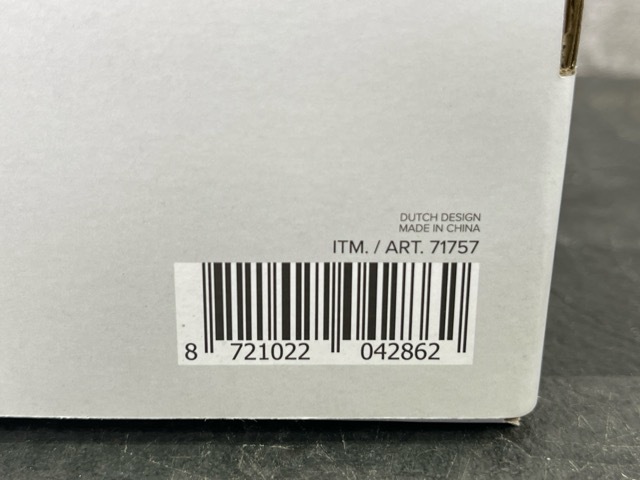 DUTCH DESIGN
MADE IN CHINA
ITM. / ART. 71757
8 721022 042862